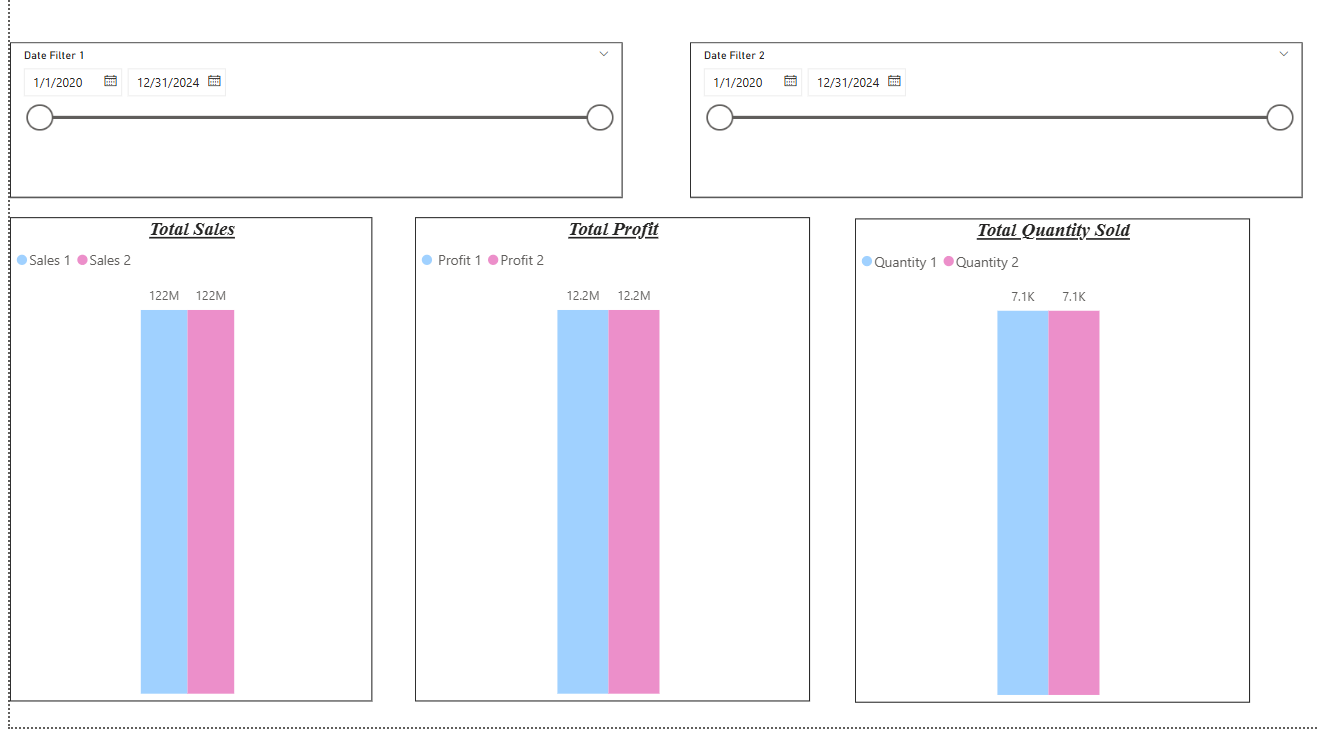 Date Filter 1
1/1/2020 12/31/2024
Date Filter 2
1/1/2020 12/31/2024
Total Sales
Sales 1 Sales 2
122M 122M
Total Profit
Profit 1 Profit 2
12.2M 12.2M
Total Quantity Sold
Quantity 1 Quantity 2
7.1K 7.1K